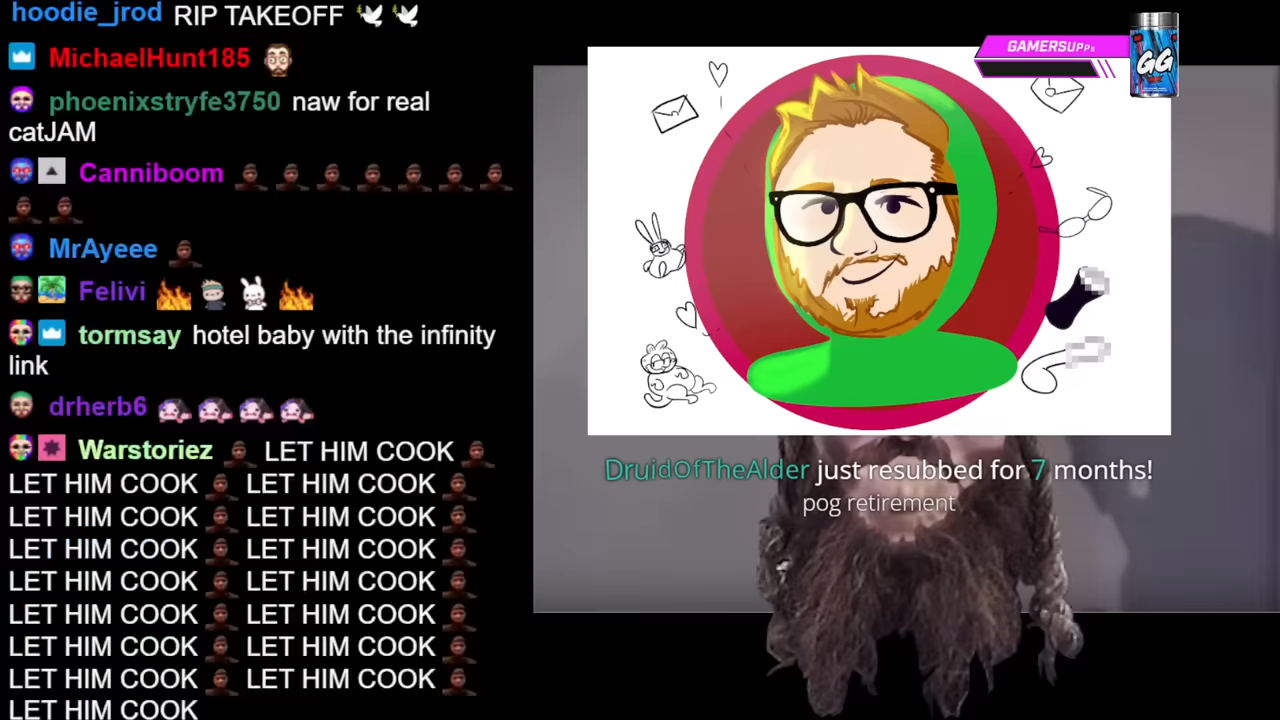 hoodie_jrod RIP TAKEOFF
MichaelHunt185
phoenixstryfe3750 naw for real
catJAM
Canniboom
MrAyeee
Felivi
tormsay hotel baby with the infinity
link
drherb6
Warstoriez LET HIM COOK
LET HIM COOK LET HIM COOK
LET HIM COOK LET HIM COOK
LET HIM COOK LET HIM COOK
LET HIM COOK LET HIM COOK
LET HIM COOK LET HIM COOK
LET HIM COOK LET HIM COOK
LET HIM COOK LET HIM COOK
LET HIM COOK
GAMERSUPPs
GG
DruidOfTheAlder just resubbed for 7 months!
pog retirement